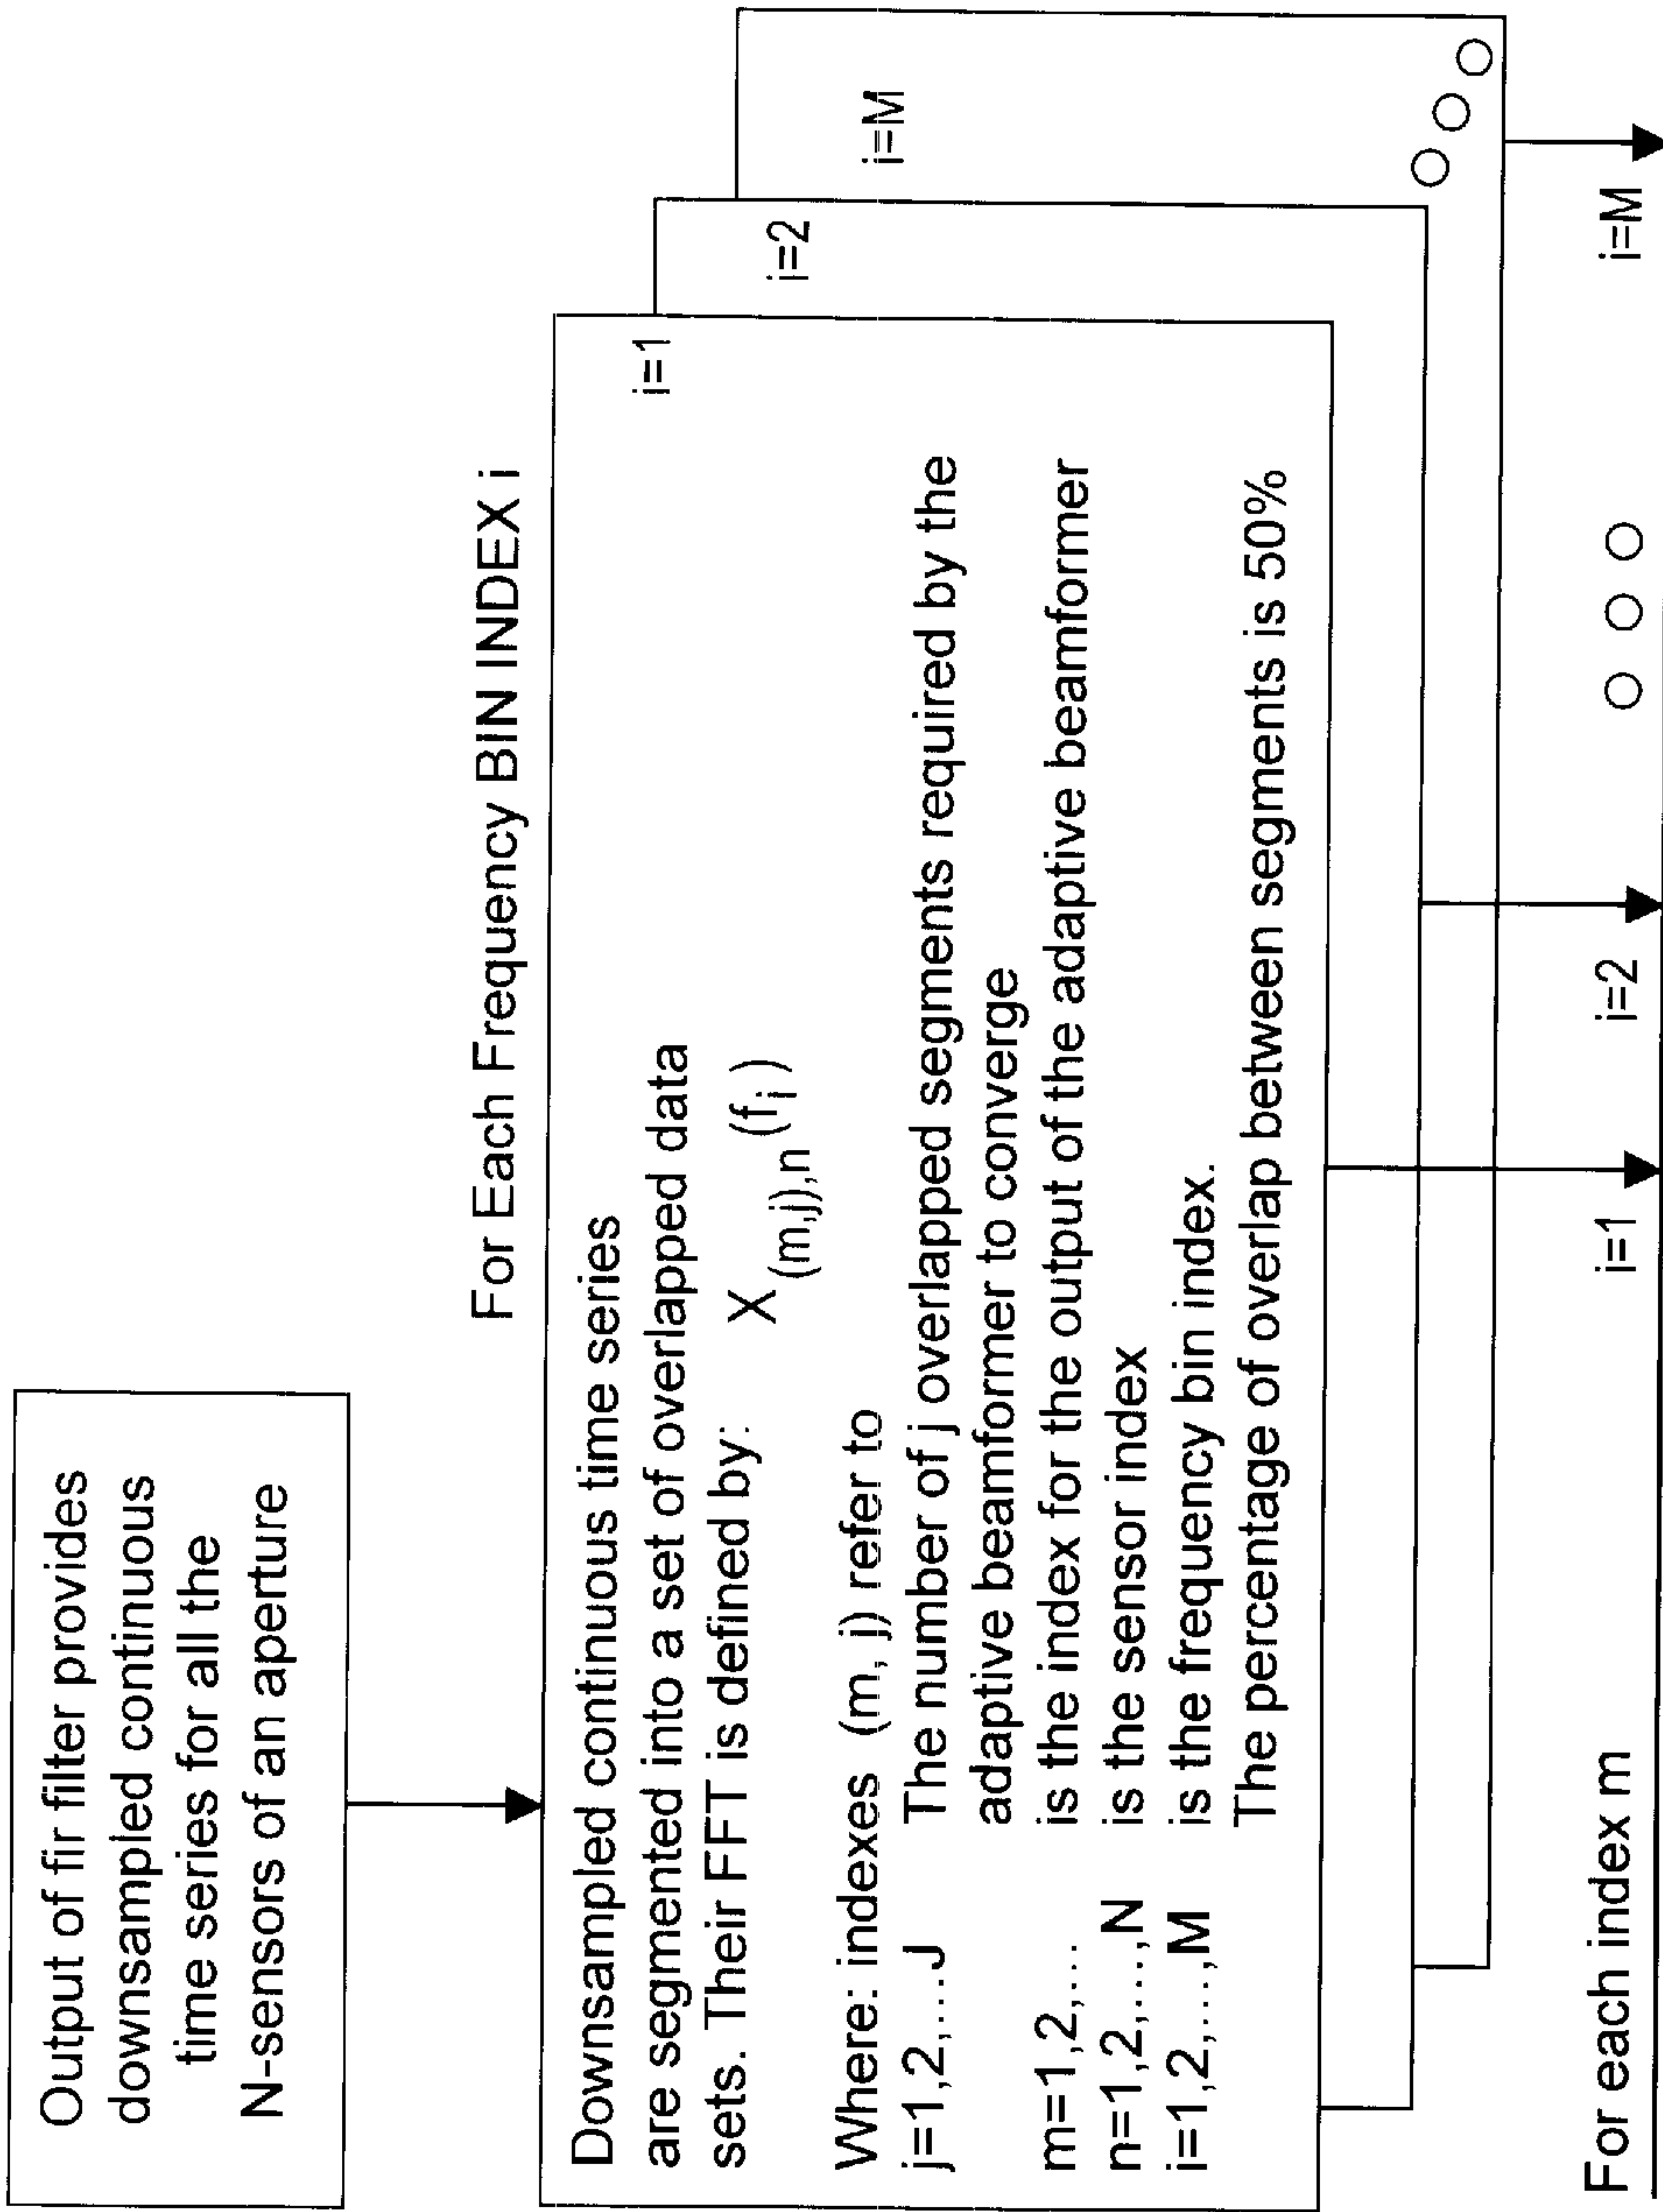 Output of fir filter provides
downsampled continuous
time series for all the
N-sensors of an aperture
For Each Frequency BIN INDEX i
i=1
i=2
i=M
Downsampled continuous time series
are segmented into a set of overlapped data
sets. Their FFT is defined by: X(m,j),n (fi)
Where: indexes (m, j) refer to
j=1,2,...J The number of j overlapped segments required by the
adaptive beamformer to converge
m=1,2,... is the index for the output of the adaptive beamformer
n=1,2,...,N is the sensor index
i=1,2,...,M is the frequency bin index.
The percentage of overlap between segments is 50%
For each index m
i=1
i=2
i=M